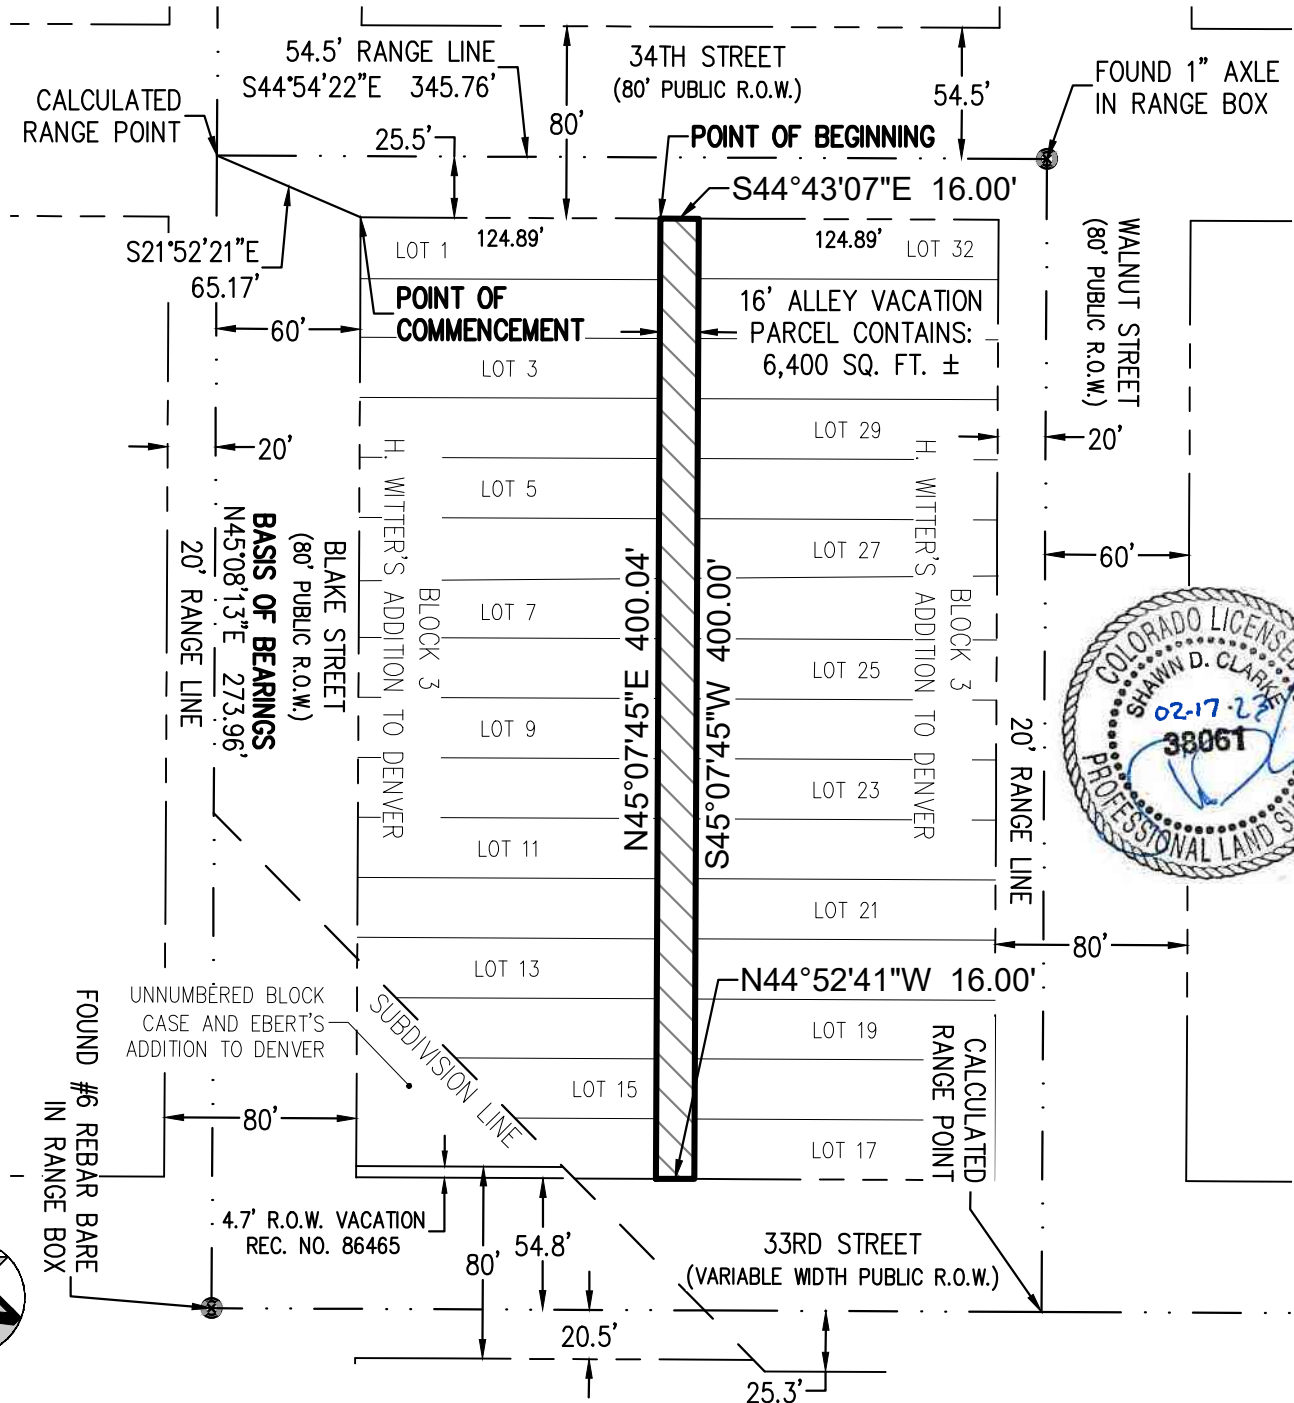 54.5' RANGE LINE
S44°54'22"E 345.76'
34TH STREET
(80' PUBLIC R.O.W.)
54.5'
FOUND 1" AXLE
IN RANGE BOX
CALCULATED
RANGE POINT
25.5'
80'
POINT OF BEGINNING
S44°43'07"E 16.00'
S21°52'21"E
65.17'
LOT 1
124.89'
124.89'
LOT 32
WALNUT STREET
(80' PUBLIC R.O.W.)
POINT OF
COMMENCEMENT
60'
16' ALLEY VACATION
PARCEL CONTAINS:
6,400 SQ. FT. ±
LOT 3
LOT 29
20'
20'
LOT 5
LOT 27
60'
H. WITTER'S ADDITION TO DENVER
BLOCK 3
H. WITTER'S ADDITION TO DENVER
BLOCK 3
BLAKE STREET
(80' PUBLIC R.O.W.)
BASIS OF BEARINGS
N45°08'13"E 273.96'
20' RANGE LINE
N45°07'45"E 400.04'
S45°07'45"W 400.00'
LOT 7
LOT 25
LOT 9
LOT 23
LOT 11
LOT 21
20' RANGE LINE
COLORADO LICENSED
SHAWN D. CLARKE
02-17-23
38061
PROFESSIONAL LAND SU
80'
LOT 13
N44°52'41"W 16.00'
UNNUMBERED BLOCK
CASE AND EBERT'S
ADDITION TO DENVER
SUBDIVISION LINE
LOT 19
LOT 15
LOT 17
CALCULATED
RANGE POINT
FOUND #6 REBAR BARE
IN RANGE BOX
80'
4.7' R.O.W. VACATION
REC. NO. 86465
80'
54.8'
33RD STREET
(VARIABLE WIDTH PUBLIC R.O.W.)
20.5'
25.3'